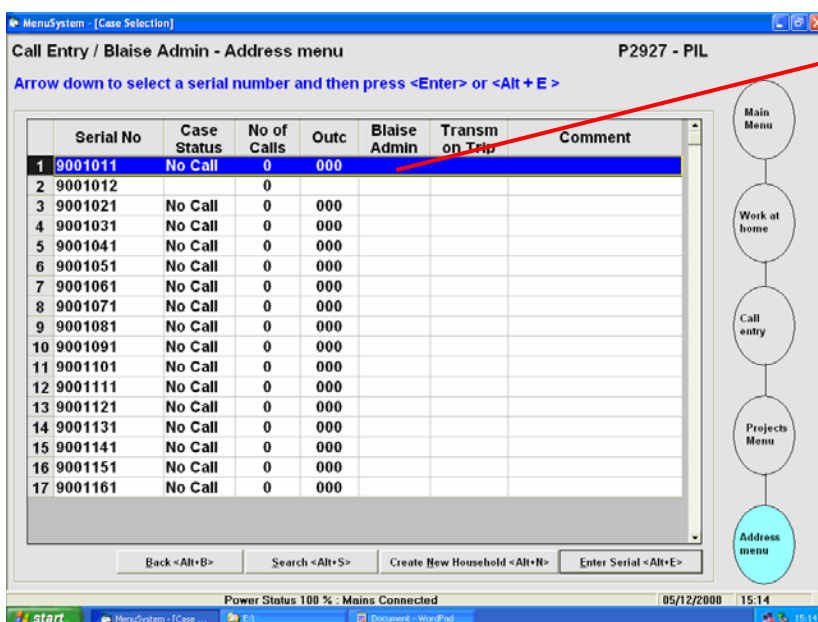 MenuSystem - [Case Selection]
Call Entry / Blaise Admin - Address menu P2927 - PIL
Arrow down to select a serial number and then press <Enter> or <Alt + E >
Serial No Case Status No of Calls Outc Blaise Admin Transm on Trip Comment
1 9001011 No Call 0 000
2 9001012 0
3 9001021 No Call 0 000
4 9001031 No Call 0 000
5 9001041 No Call 0 000
6 9001051 No Call 0 000
7 9001061 No Call 0 000
8 9001071 No Call 0 000
9 9001081 No Call 0 000
10 9001091 No Call 0 000
11 9001101 No Call 0 000
12 9001111 No Call 0 000
13 9001121 No Call 0 000
14 9001131 No Call 0 000
15 9001141 No Call 0 000
16 9001151 No Call 0 000
17 9001161 No Call 0 000
Main
Menu
Work at
home
Call
entry
Projects
Menu
Address
menu
Back <Alt+B> Search <Alt+S> Create New Household <Alt+N> Enter Serial <Alt+E>
Power Status 100 % : Mains Connected 05/12/2008 15:14
start MenuSystem - [Case ... E:\ Document - WordPad 15:14